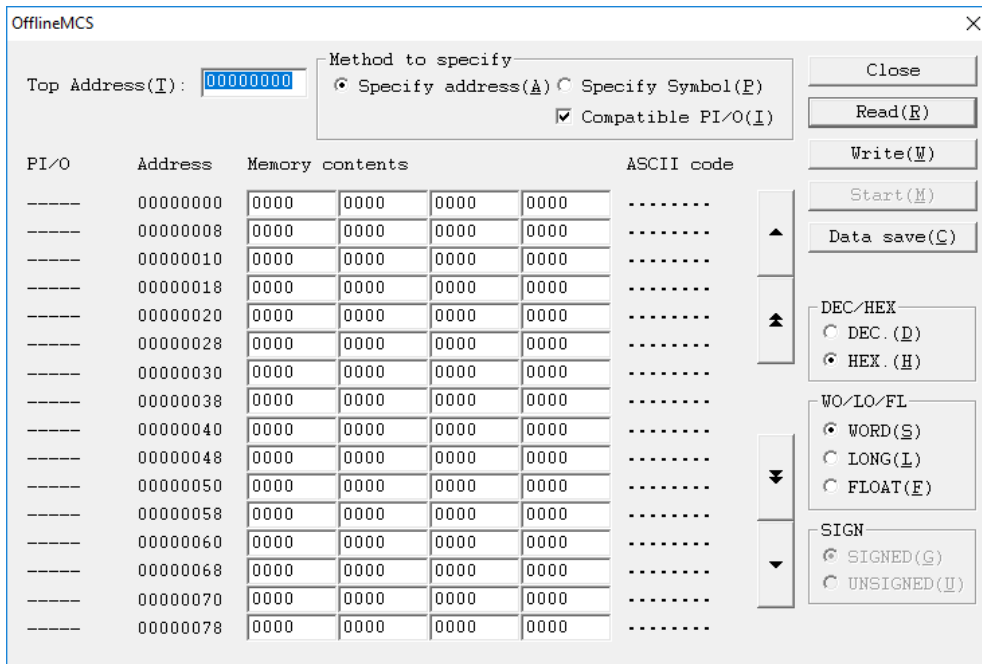 OfflineMCS
Top Address(T): 00000000
Method to specify
Specify address(A) Specify Symbol(P)
Compatible PI/O(I)
Close
Read(R)
Write(W)
Start(M)
Data save(C)
PI/O Address Memory contents ASCII code
----- 00000000 0000 0000 0000 0000 ........
----- 00000008 0000 0000 0000 0000 ........
----- 00000010 0000 0000 0000 0000 ........
----- 00000018 0000 0000 0000 0000 ........
----- 00000020 0000 0000 0000 0000 ........
----- 00000028 0000 0000 0000 0000 ........
----- 00000030 0000 0000 0000 0000 ........
----- 00000038 0000 0000 0000 0000 ........
----- 00000040 0000 0000 0000 0000 ........
----- 00000048 0000 0000 0000 0000 ........
----- 00000050 0000 0000 0000 0000 ........
----- 00000058 0000 0000 0000 0000 ........
----- 00000060 0000 0000 0000 0000 ........
----- 00000068 0000 0000 0000 0000 ........
----- 00000070 0000 0000 0000 0000 ........
----- 00000078 0000 0000 0000 0000 ........
DEC/HEX
DEC.(D)
HEX.(H)
WO/LO/FL
WORD(S)
LONG(L)
FLOAT(F)
SIGN
SIGNED(G)
UNSIGNED(U)